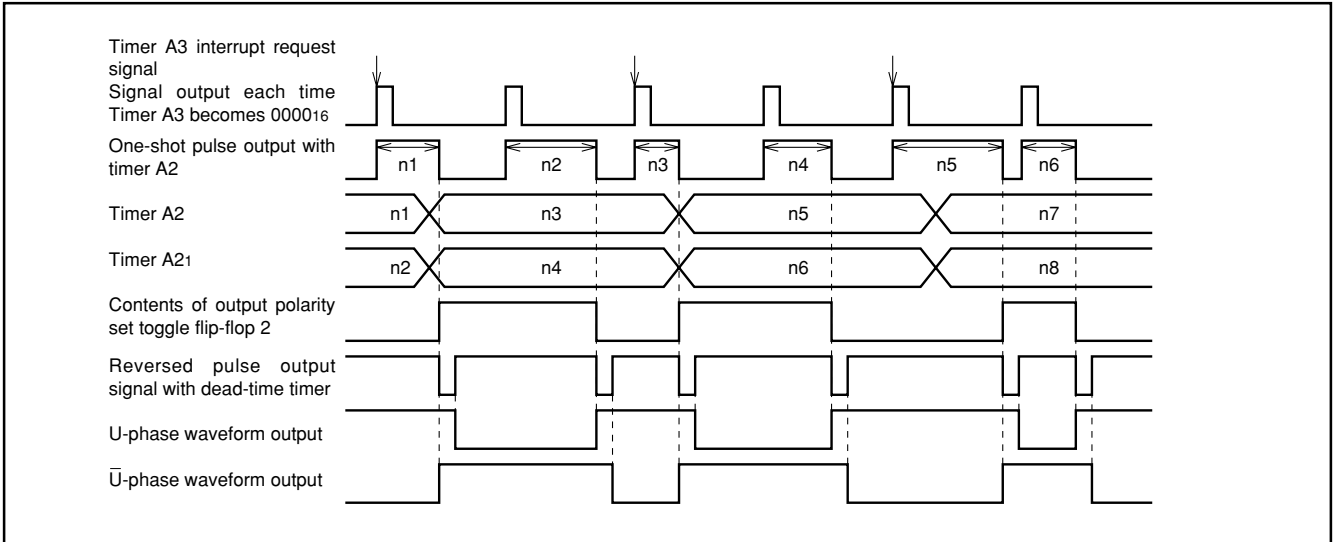 Timer A3 interrupt request
signal
Signal output each time
Timer A3 becomes 000016
One-shot pulse output with
timer A2
n1 n2 n3 n4 n5 n6
Timer A2
n1 n3 n5 n7
Timer A21
n2 n4 n6 n8
Contents of output polarity
set toggle flip-flop 2
Reversed pulse output
signal with dead-time timer
U-phase waveform output
U̅-phase waveform output